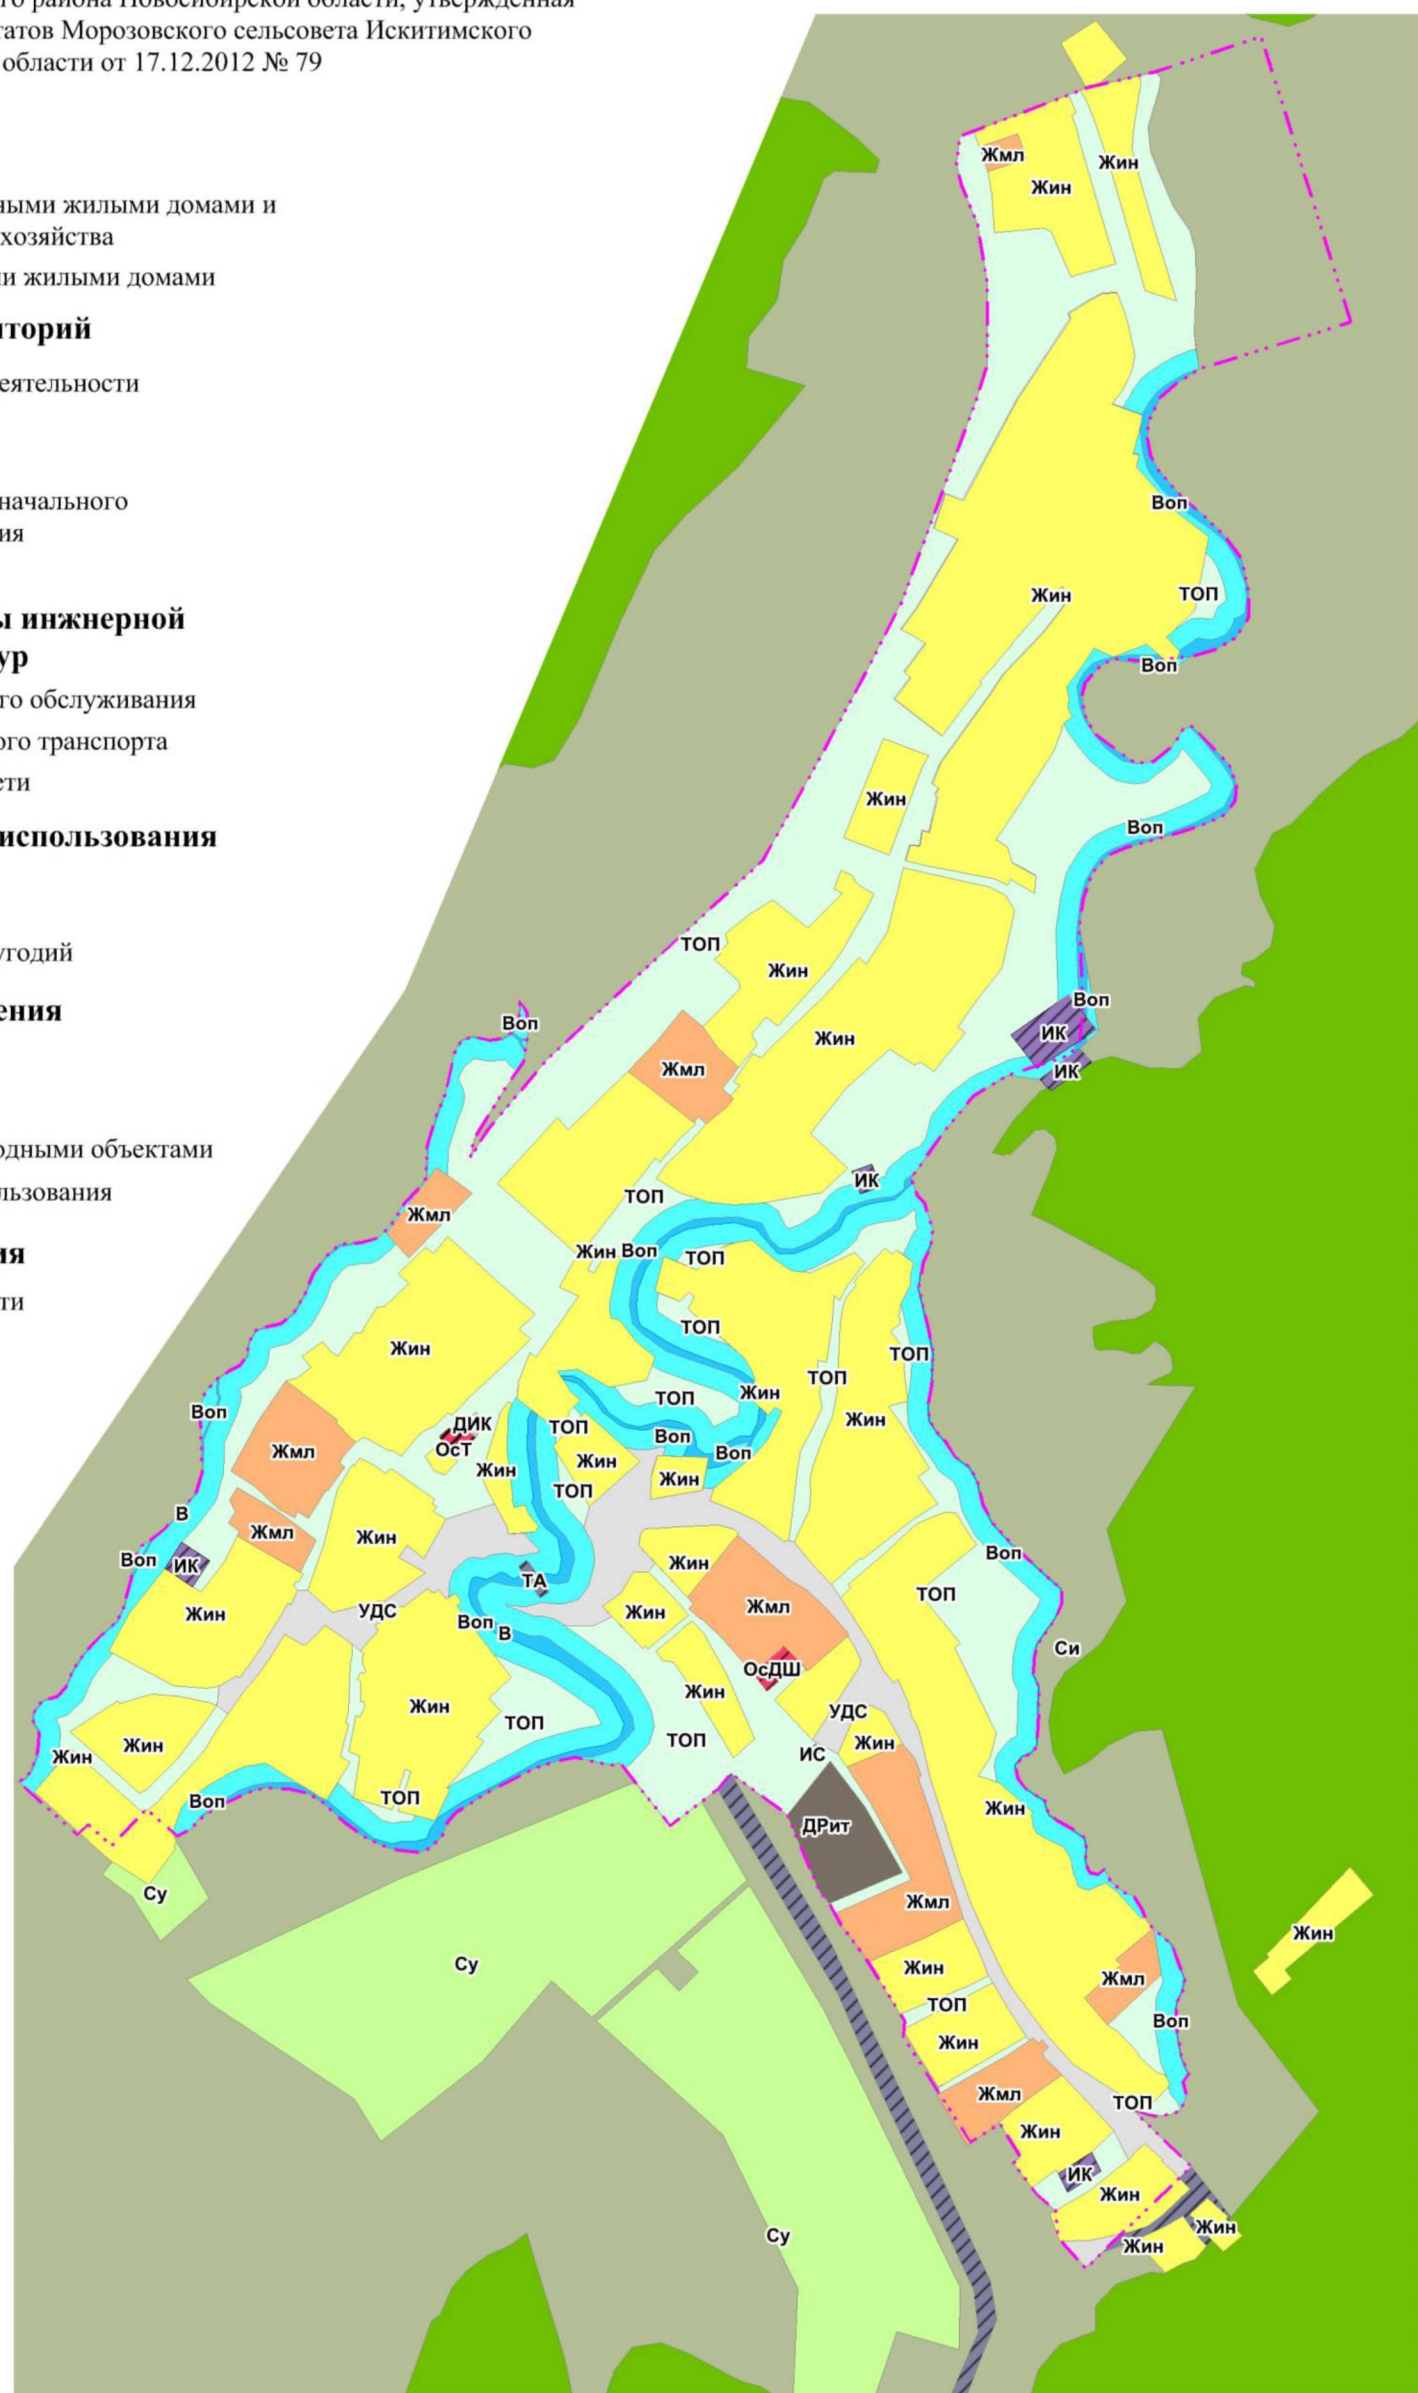 го района Новосибирской области, утвержденная
татов Морозовского сельсовета Искитимского
области от 17.12.2012 № 79
ными жилыми домами и
хозяйства
ми жилыми домами
иторий
еятельности
начального
ия
ы инжнерной
ур
го обслуживания
ого транспорта
ети
использования
угодий
ения
одными объектами
льзования
ия
ти
Жмл
Жин
Жин
Воп
Жин
ТОП
Воп
Жин
Воп
ТОП
Жин
Воп
Воп
Жин
ИК
Жмл
ИК
ИК
ТОП
Жмл
Жин
Воп
ТОП
ТОП
Жин
ТОП
ТОП
Жин
ТОП
Воп
Жин
ДИК
ТОП
Воп
ОсТ
Жмл
Воп
Жин
Жин
Жин
ТОП
В
Жмл
Жин
Воп
Воп
ИК
Жин
ТА
ТОП
Жмл
Жин
УДС
Жин
Воп
В
Си
ОсДШ
Жин
Жин
УДС
ТОП
ТОП
Жин
Жин
Жин
ИС
ТОП
Воп
Жин
ДРит
Су
Жмл
Жин
Су
Жин
Жмл
ТОП
Воп
Жин
Жмл
ТОП
Жин
ИК
Жин
Су
Жин
Жин